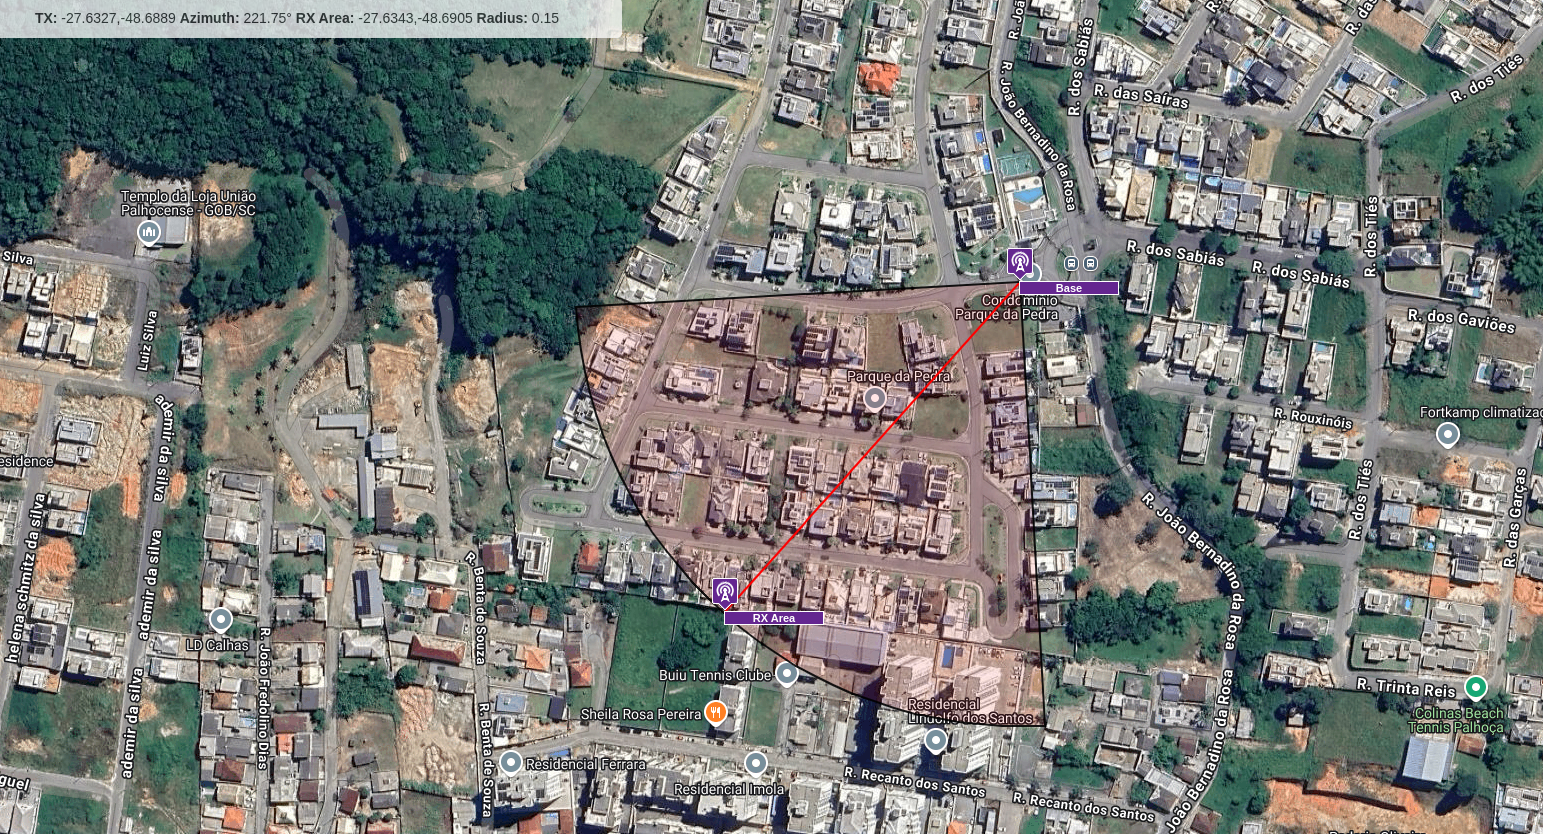 TX: -27.6327,-48.6889 Azimuth: 221.75° RX Area: -27.6343,-48.6905 Radius: 0.15
R. dos Sabiás
R. das Saíras
R. dos Tiés
R. João Bernadino da Rosa
Templo da Loja União
Palhocense - GOB/SC
Silva
R. dos Tiés
R. dos Sabiás
R. dos Sabiás
Base
Condomínio
Parque da Pedra
R. dos Gaviões
Luiz Silva
Parque da Pedra
R. Rouxinóis
Fortkamp climatizaç
ademir da silva
esidence
R. dos Tiés
R. das Garças
helena schmitz da silva
ademir da silva
R. Benta de Souza
R. João Bernadino da Rosa
RX Area
LD Calhas
R. João Fredolino Dias
ademir da silva
Buiu Tennis Clube
R. Trinta Reis
Sheila Rosa Pereira
Residencial
Lindolfo dos Santos
Colinas Beach
Tennis Palhoça
R. Benta de Souza
João Bernadino da Rosa
Residencial Ferrara
Residencial Imola
R. Recanto dos Santos
R. Recanto dos Santos
guel